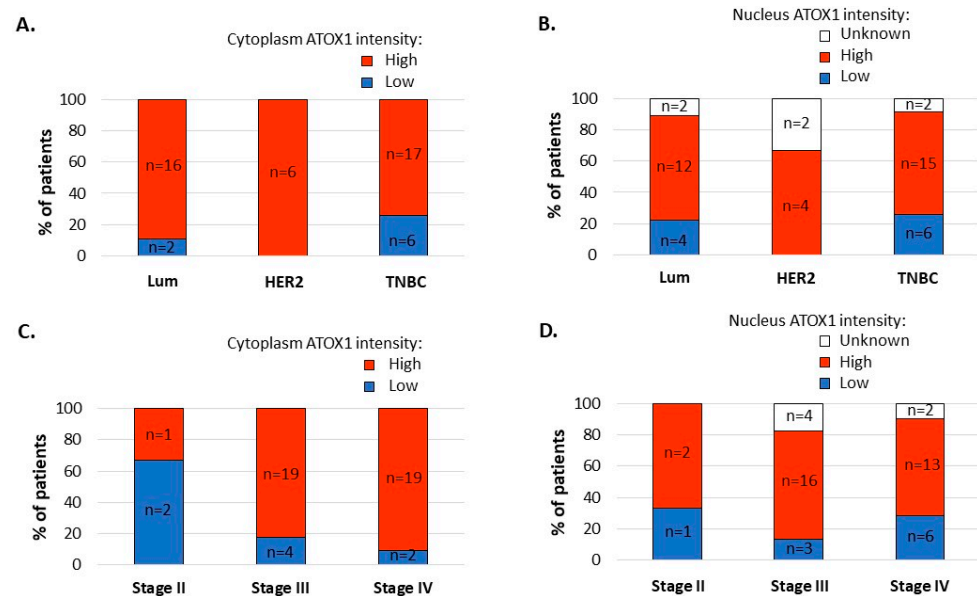 A.
Cytoplasm ATOX1 intensity:
High
Low
% of patients
100
80
60
40
20
0
n=16
n=2
n=6
n=17
n=6
Lum
HER2
TNBC
B.
Nucleus ATOX1 intensity:
Unknown
High
Low
% of patients
100
80
60
40
20
0
n=2
n=12
n=4
n=2
n=4
n=2
n=15
n=6
Lum
HER2
TNBC
C.
Cytoplasm ATOX1 intensity:
High
Low
% of patients
100
80
60
40
20
0
n=1
n=2
n=19
n=4
n=19
n=2
Stage II
Stage III
Stage IV
D.
Nucleus ATOX1 intensity:
Unknown
High
Low
% of patients
100
80
60
40
20
0
n=2
n=1
n=4
n=16
n=3
n=2
n=13
n=6
Stage II
Stage III
Stage IV